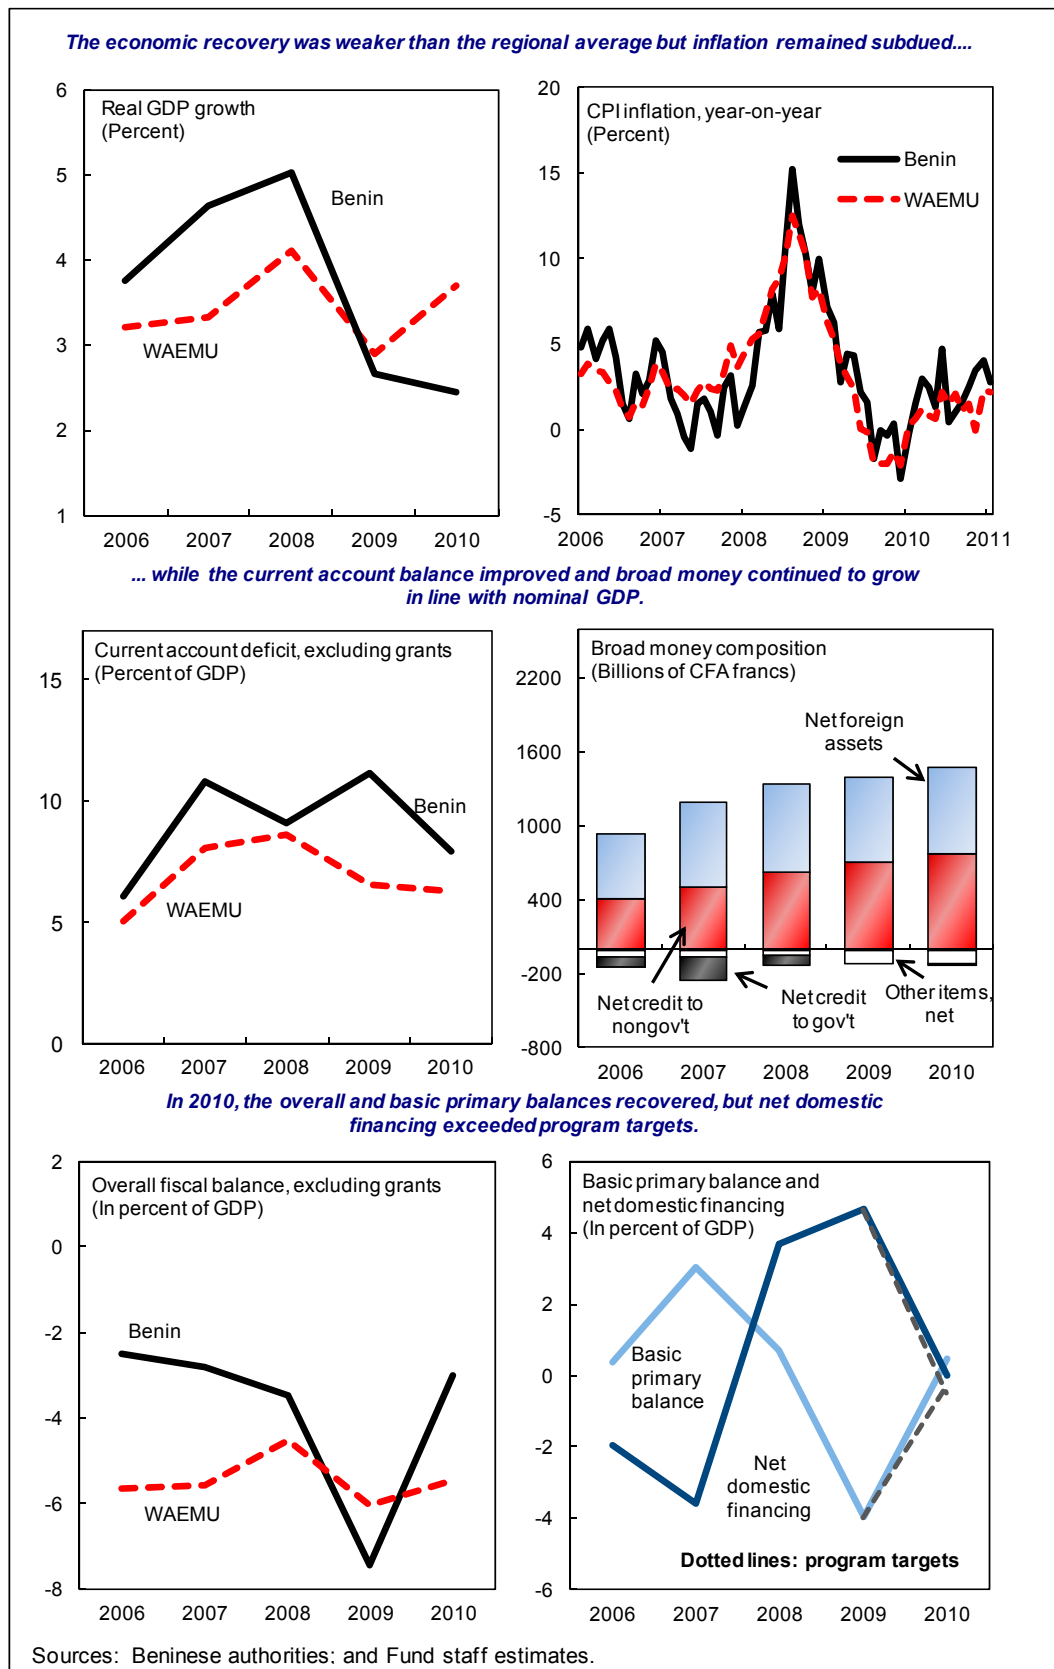 The economic recovery was weaker than the regional average but inflation remained subdued....
Real GDP growth
(Percent)
6
5
4
3
2
1
Benin
WAEMU
2006 2007 2008 2009 2010
CPI inflation, year-on-year
(Percent)
20
15
10
5
0
-5
Benin
WAEMU
2006 2007 2008 2009 2010 2011
... while the current account balance improved and broad money continued to grow
in line with nominal GDP.
Current account deficit, excluding grants
(Percent of GDP)
15
10
5
0
Benin
WAEMU
2006 2007 2008 2009 2010
Broad money composition
(Billions of CFA francs)
2200
1600
1000
400
-200
-800
Net foreign
assets
Net credit to
nongov't
Net credit
to gov't
Other items,
net
2006 2007 2008 2009 2010
In 2010, the overall and basic primary balances recovered, but net domestic
financing exceeded program targets.
Overall fiscal balance, excluding grants
(In percent of GDP)
2
0
-2
-4
-6
-8
Benin
WAEMU
2006 2007 2008 2009 2010
Basic primary balance and
net domestic financing
(In percent of GDP)
6
4
2
0
-2
-4
-6
Basic
primary
balance
Net
domestic
financing
Dotted lines: program targets
2006 2007 2008 2009 2010
Sources: Beninese authorities; and Fund staff estimates.